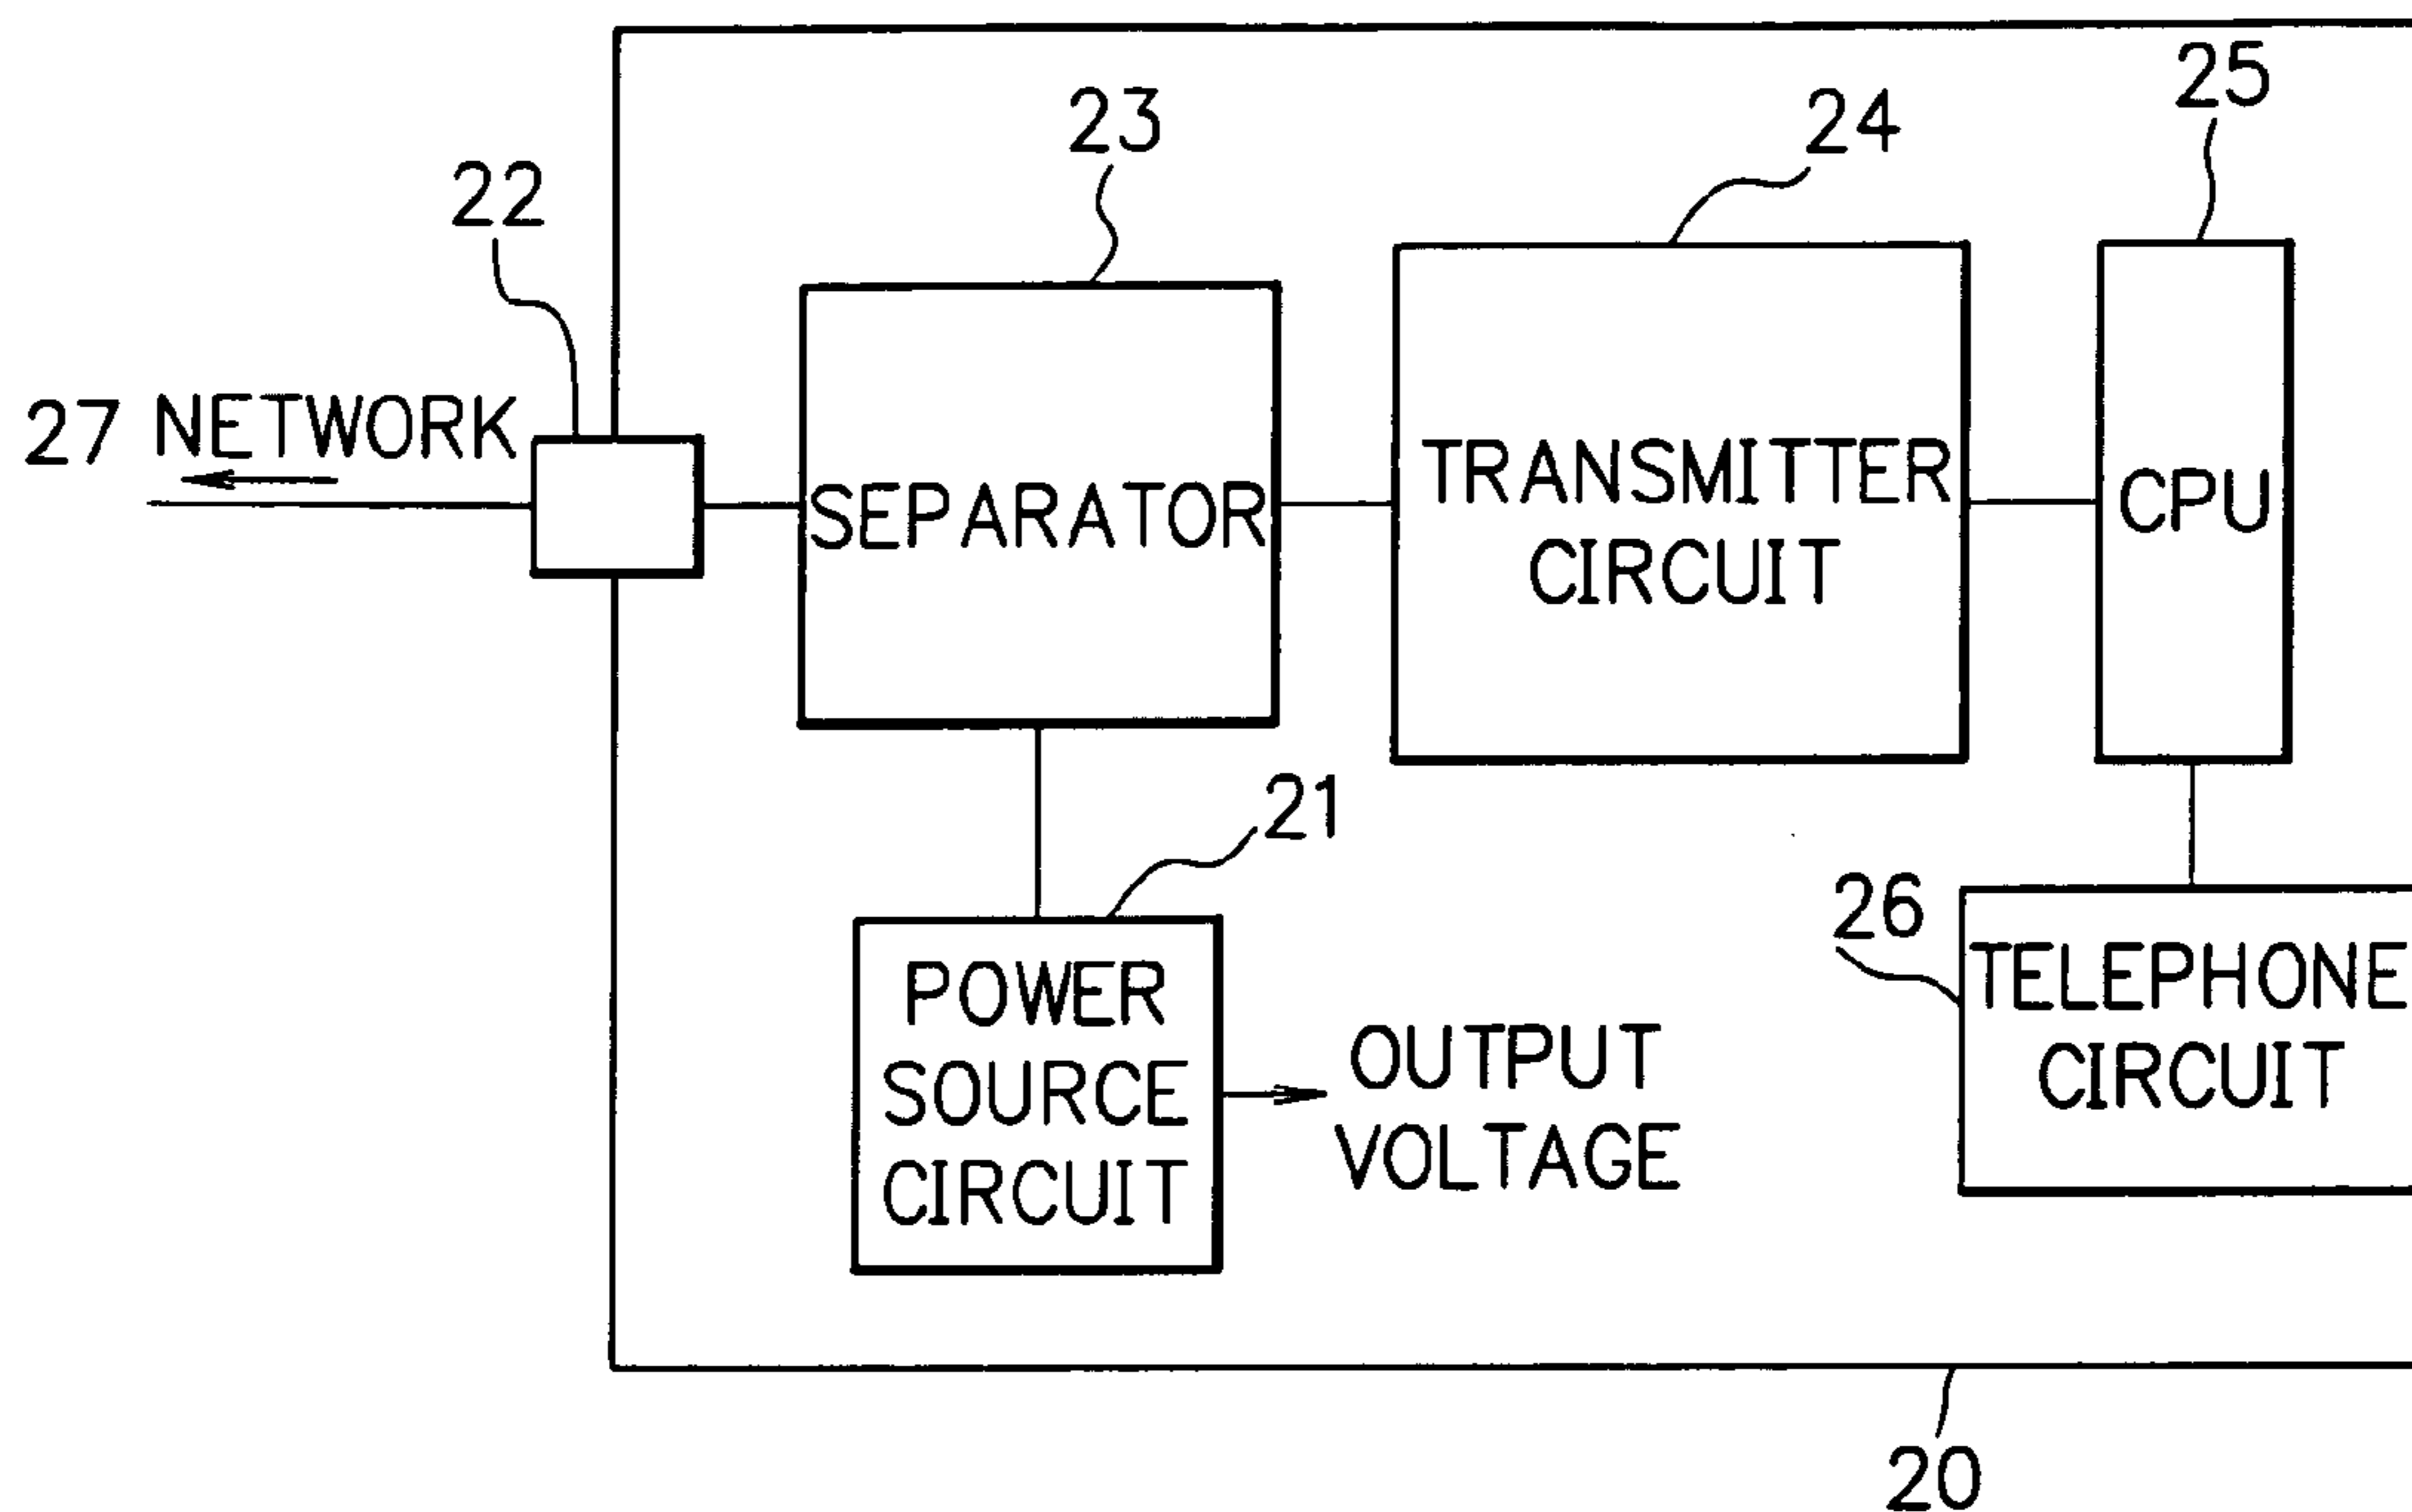 25
23
24
22
27 NETWORK
SEPARATOR
TRANSMITTER
CIRCUIT
CPU
21
26
POWER
SOURCE
CIRCUIT
OUTPUT
VOLTAGE
TELEPHONE
CIRCUIT
20